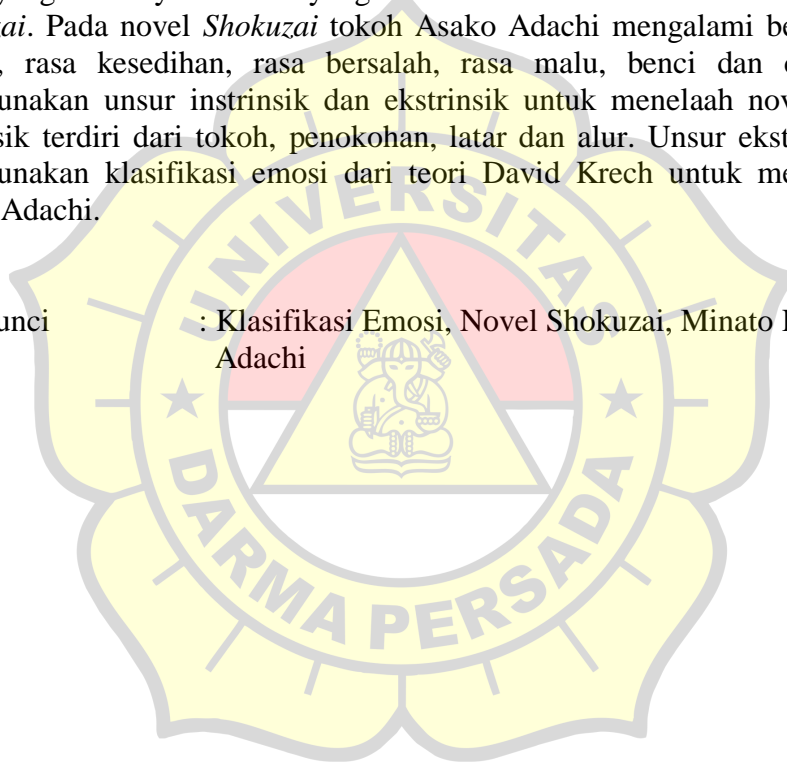 zai. Pada novel Shokuzai tokoh Asako Adachi mengalami be
, rasa kesedihan, rasa bersalah, rasa malu, benci dan
unakan unsur instrinsik dan ekstrinsik untuk menelaah nov
sik terdiri dari tokoh, penokohan, latar dan alur. Unsur ekst
unakan klasifikasi emosi dari teori David Krech untuk me
Adachi.
unci : Klasifikasi Emosi, Novel Shokuzai, Minato
Adachi
UNIVERSITAS
DARMA PERSADA